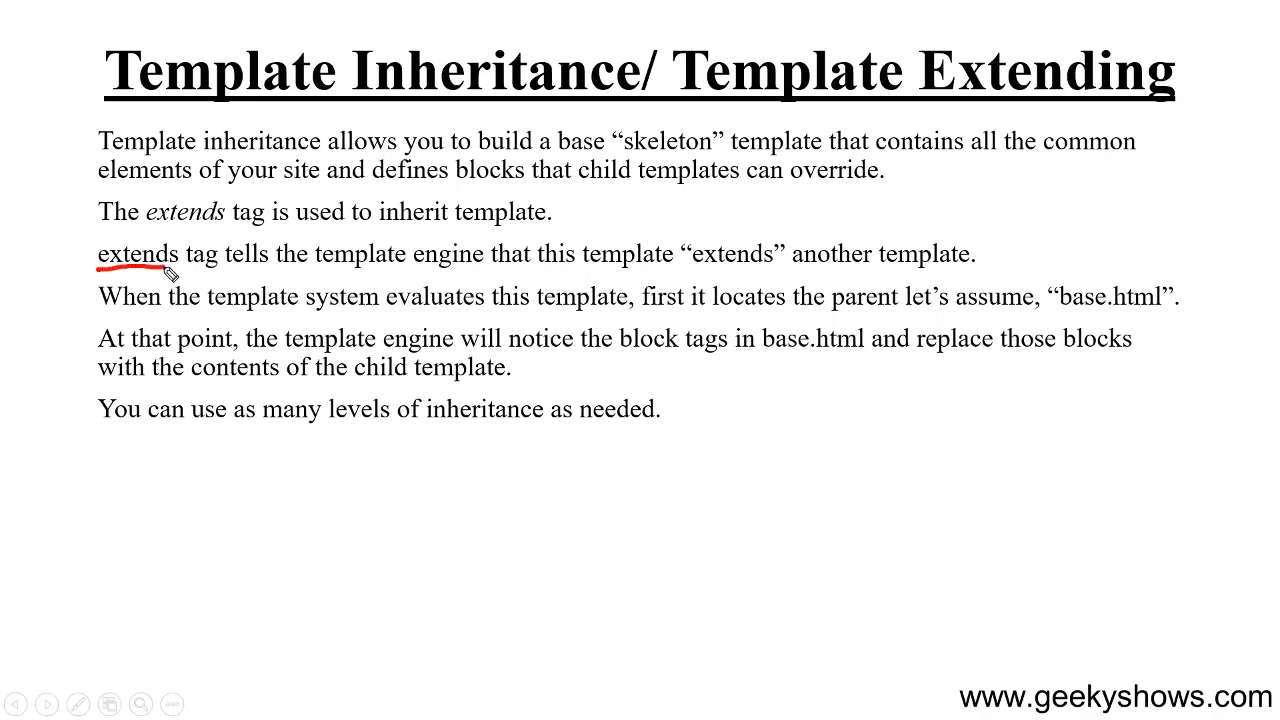 Template Inheritance/ Template Extending
Template inheritance allows you to build a base “skeleton” template that contains all the common
elements of your site and defines blocks that child templates can override.
The extends tag is used to inherit template.
extends tag tells the template engine that this template “extends” another template.
When the template system evaluates this template, first it locates the parent let’s assume, “base.html”.
At that point, the template engine will notice the block tags in base.html and replace those blocks
with the contents of the child template.
You can use as many levels of inheritance as needed.
www.geekyshows.com